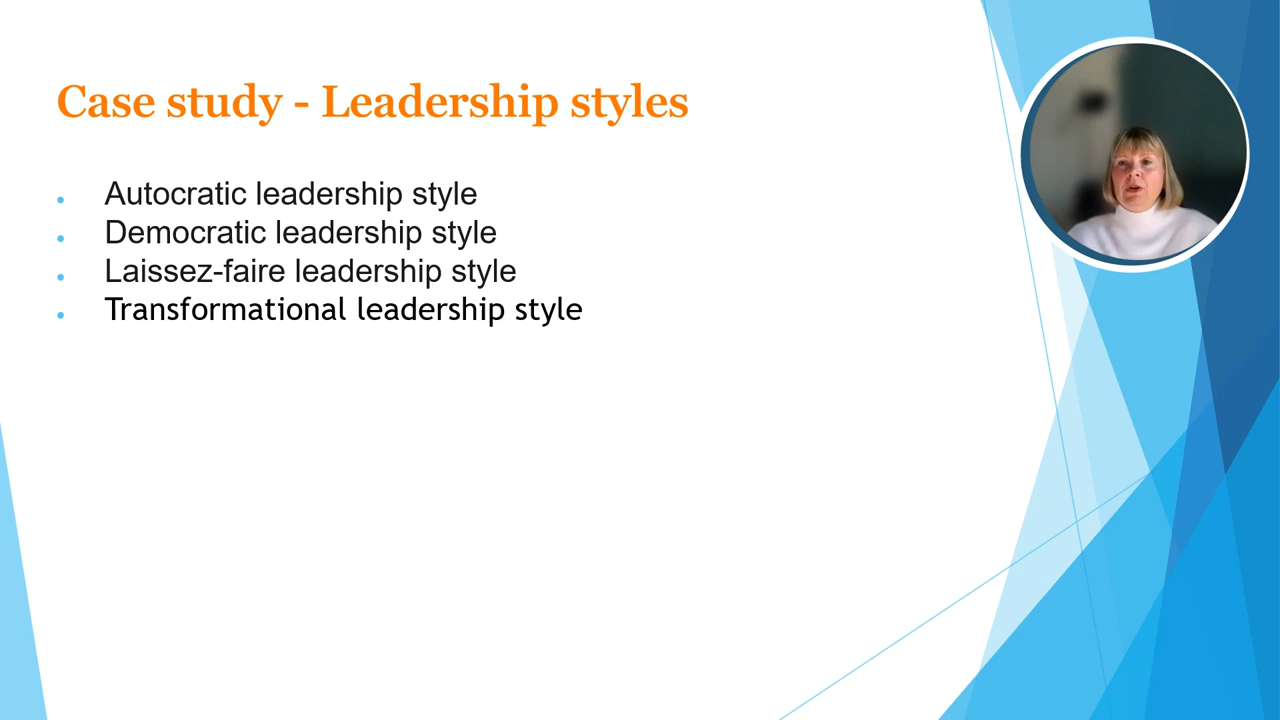 Case study - Leadership styles
Autocratic leadership style
Democratic leadership style
Laissez-faire leadership style
Transformational leadership style